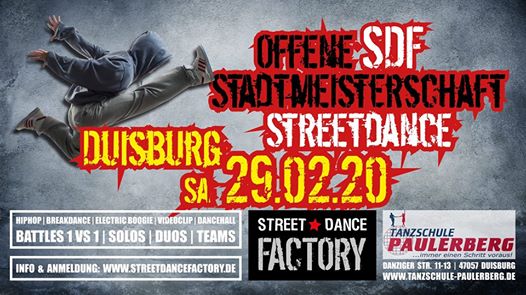 OFFENE SDF
STADTMEISTERSCHAFT
STREETDANCE
DUISBURG
SA 29.02.20
HIPHOP | BREAKDANCE | ELECTRIC BOOGIE | VIDEOCLIP | DANCEHALL
BATTLES 1 VS 1 | SOLOS | DUOS | TEAMS
INFO & ANMELDUNG: WWW.STREETDANCEFACTORY.DE
STREET ★ DANCE
FACTORY
TANZSCHULE
PAULERBERG
...immer einen Schritt voraus!
DANZIGER STR. 11-13 | 47057 DUISBURG
WWW.TANZSCHULE-PAULERBERG.DE